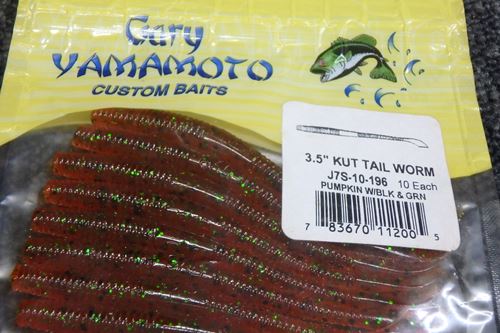 Gary
YAMAMOTO
CUSTOM BAITS
3.5" KUT TAIL WORM
J7S-10-196 10 Each
PUMPKIN W/BLK & GRN
7 83670 11200 5